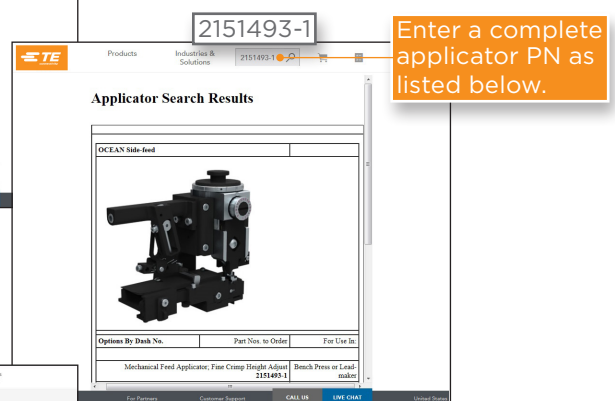 2151493-1
Enter a complete
applicator PN as
listed below.
TE
Products
Industries &
Solutions
2151493-1
Applicator Search Results
OCEAN Side-feed
Options By Dash No.
Part Nos. to Order
For Use In:
Mechanical Feed Applicator; Fine Crimp Height Adjust
2151493-1
Bench Press or Lead-
maker
For Partners
Customer Support
CALL US
LIVE CHAT
United States